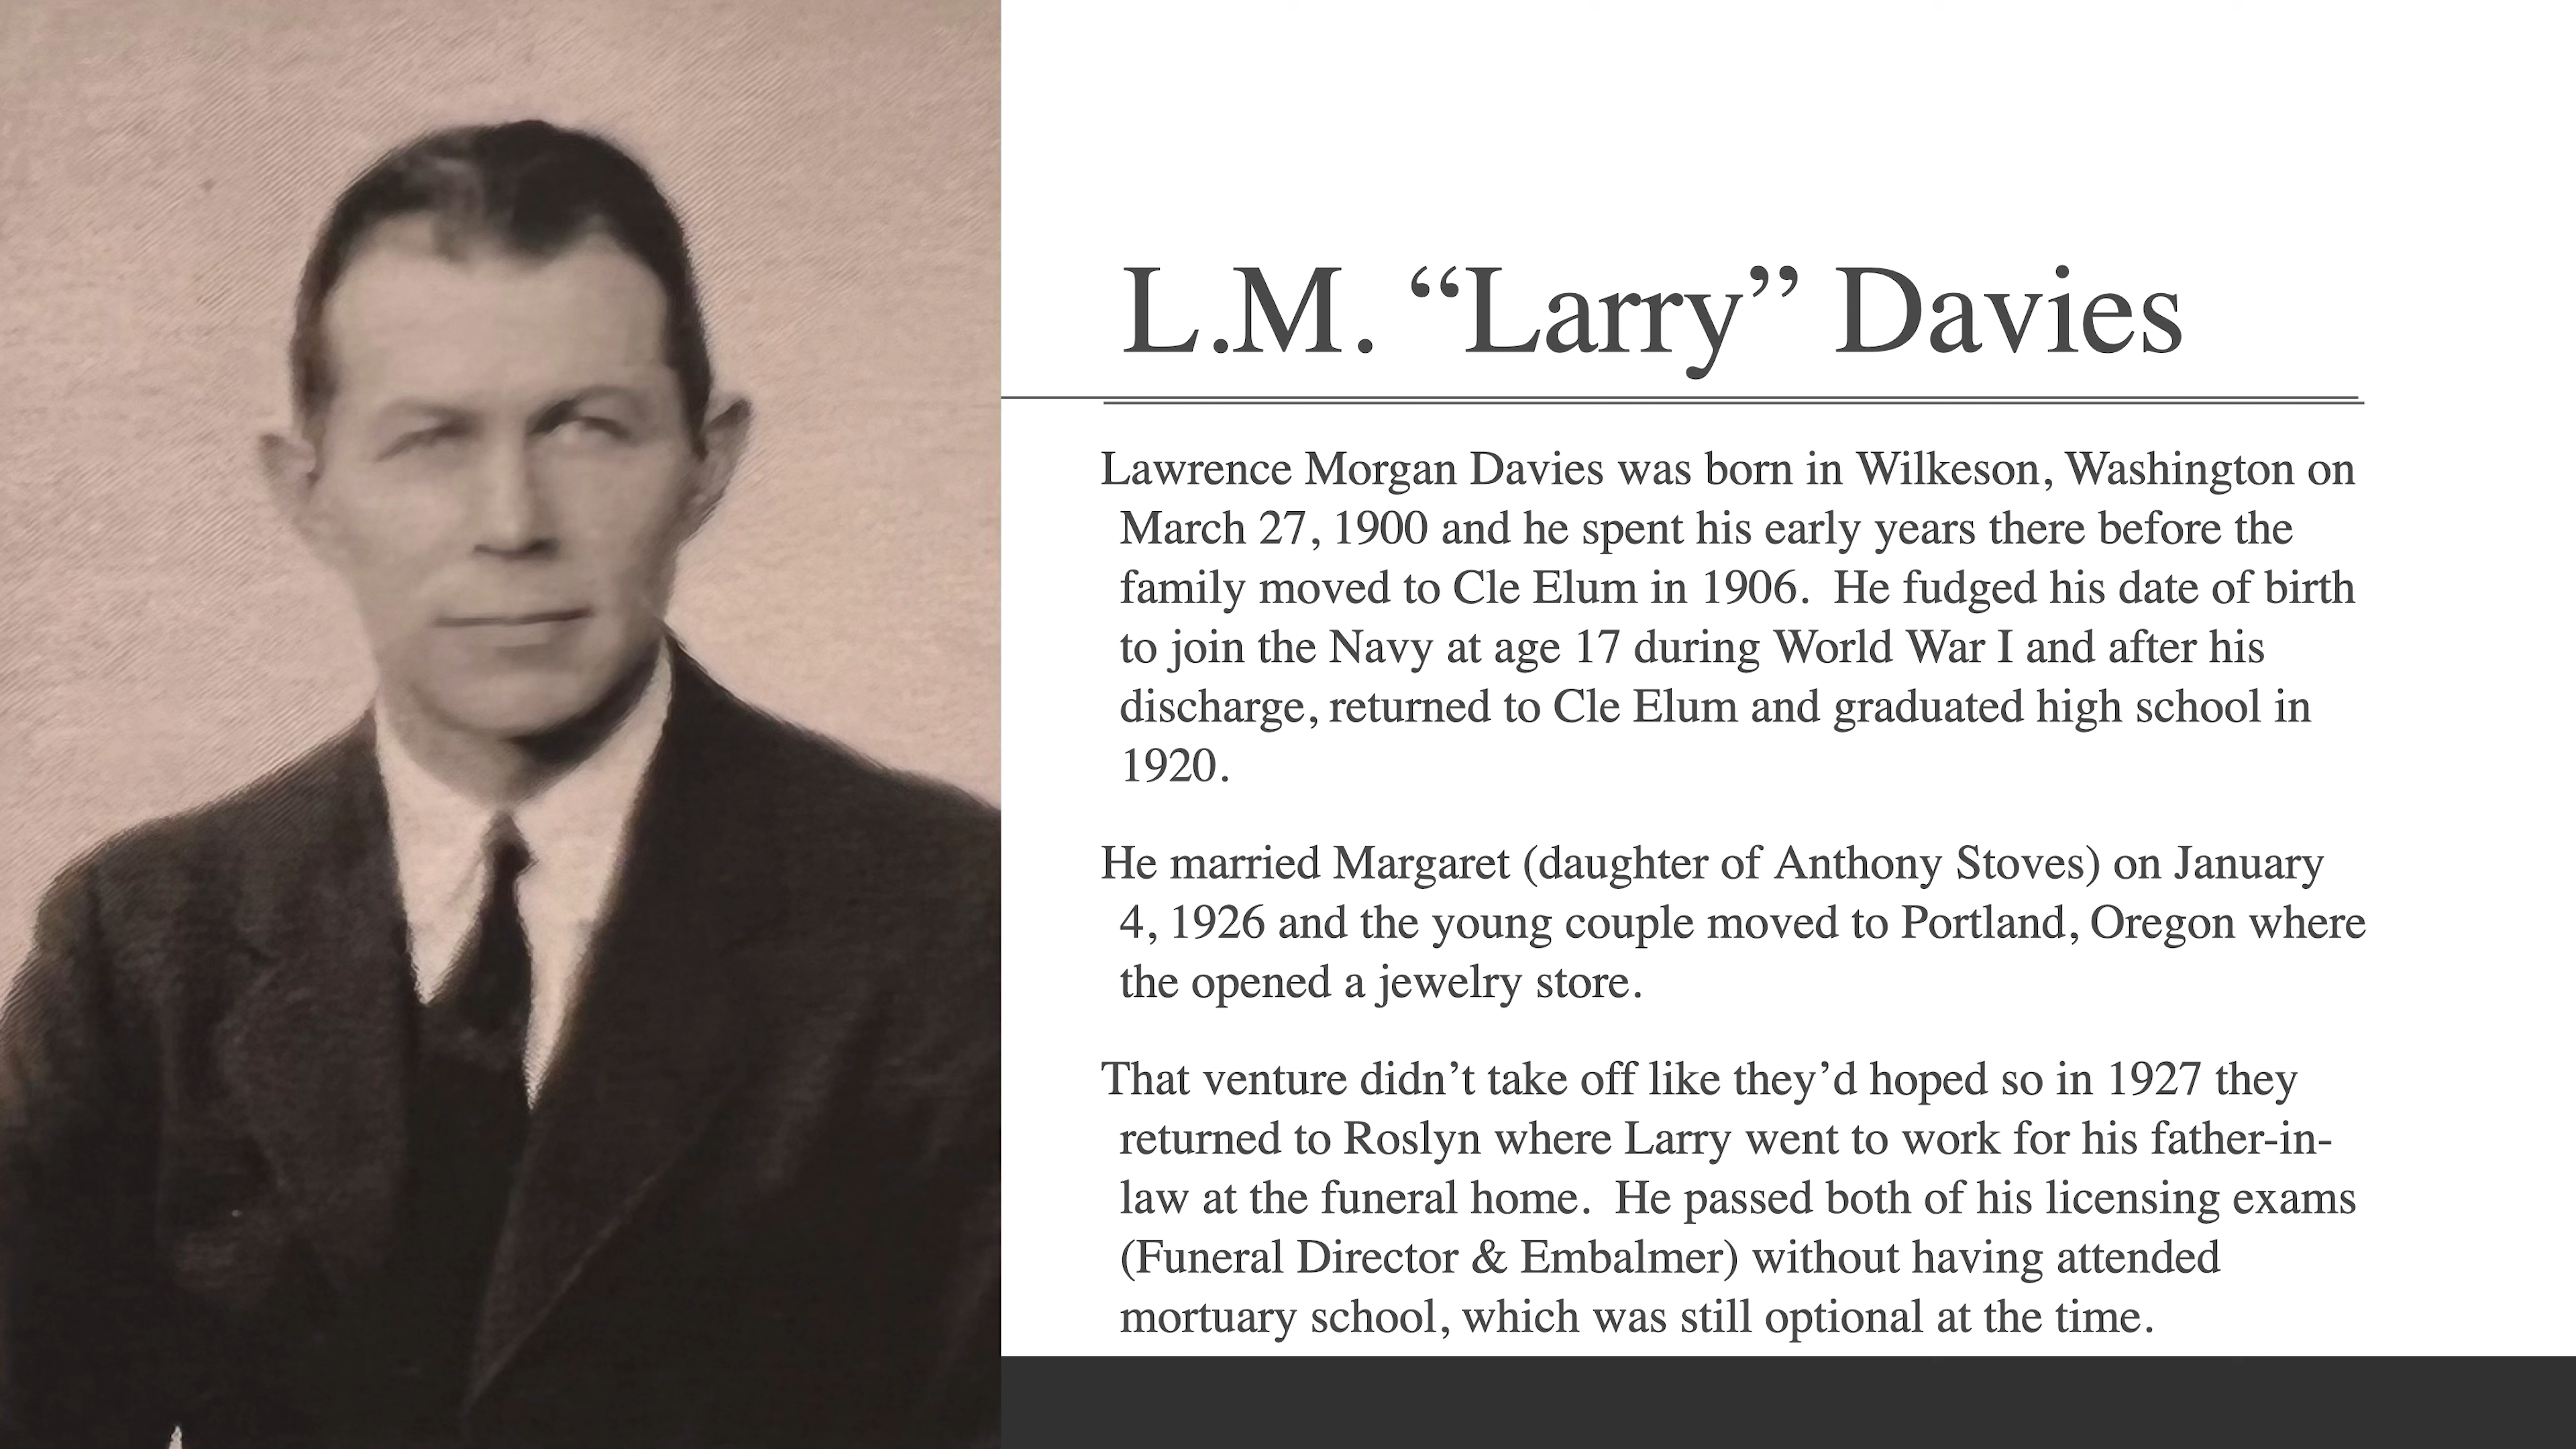 L.M. “Larry” Davies
Lawrence Morgan Davies was born in Wilkeson, Washington on
March 27, 1900 and he spent his early years there before the
family moved to Cle Elum in 1906.  He fudged his date of birth
to join the Navy at age 17 during World War I and after his
discharge, returned to Cle Elum and graduated high school in
1920.
He married Margaret (daughter of Anthony Stoves) on January
4, 1926 and the young couple moved to Portland, Oregon where
the opened a jewelry store.
That venture didn’t take off like they’d hoped so in 1927 they
returned to Roslyn where Larry went to work for his father-in-
law at the funeral home.  He passed both of his licensing exams
(Funeral Director & Embalmer) without having attended
mortuary school, which was still optional at the time.